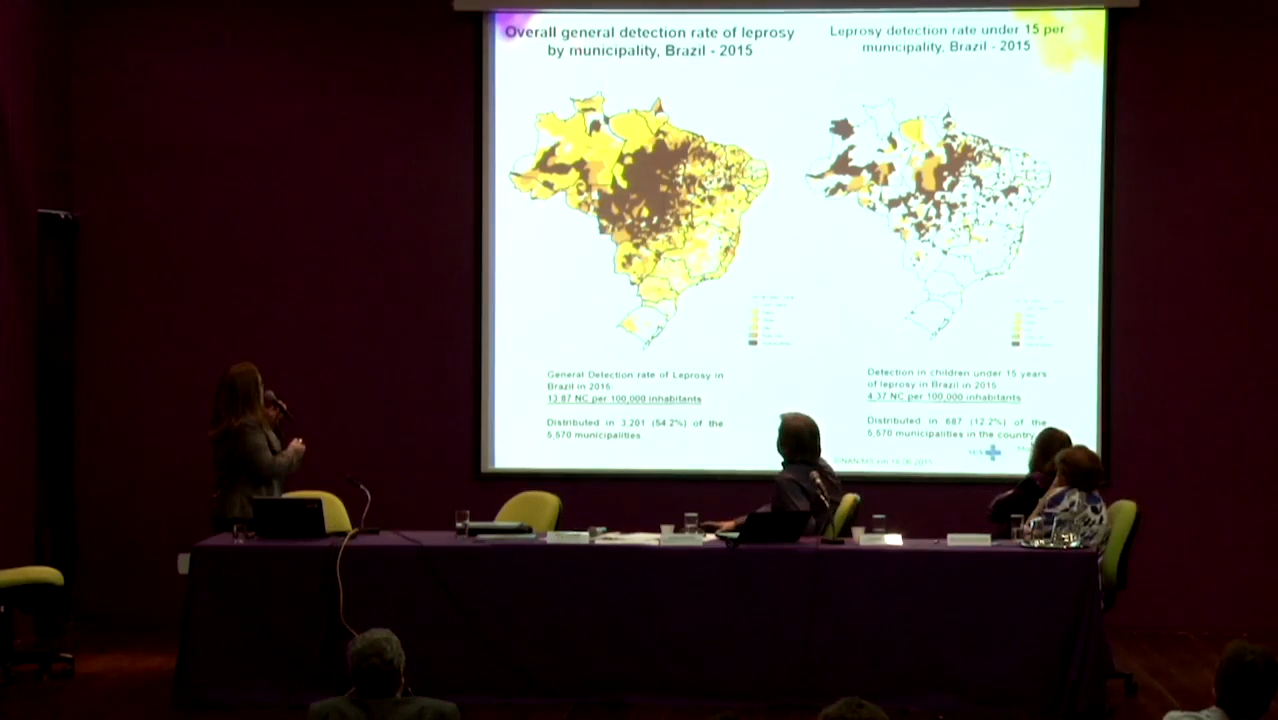 Overall general detection rate of leprosy
by municipality, Brazil - 2015
Leprosy detection rate under 15 per
municipality, Brazil - 2015
General Detection rate of Leprosy in
Brazil in 2016
13.87 NC per 100,000 inhabitants
Distributed in 3.201 (54.2%) of the
5,570 municipalities
Detection in children under 15 years
of leprosy in Brazil in 2015
4.37 NC per 100,000 inhabitants
Distributed in 687 (12.2%) of the
5,570 municipalities in the country